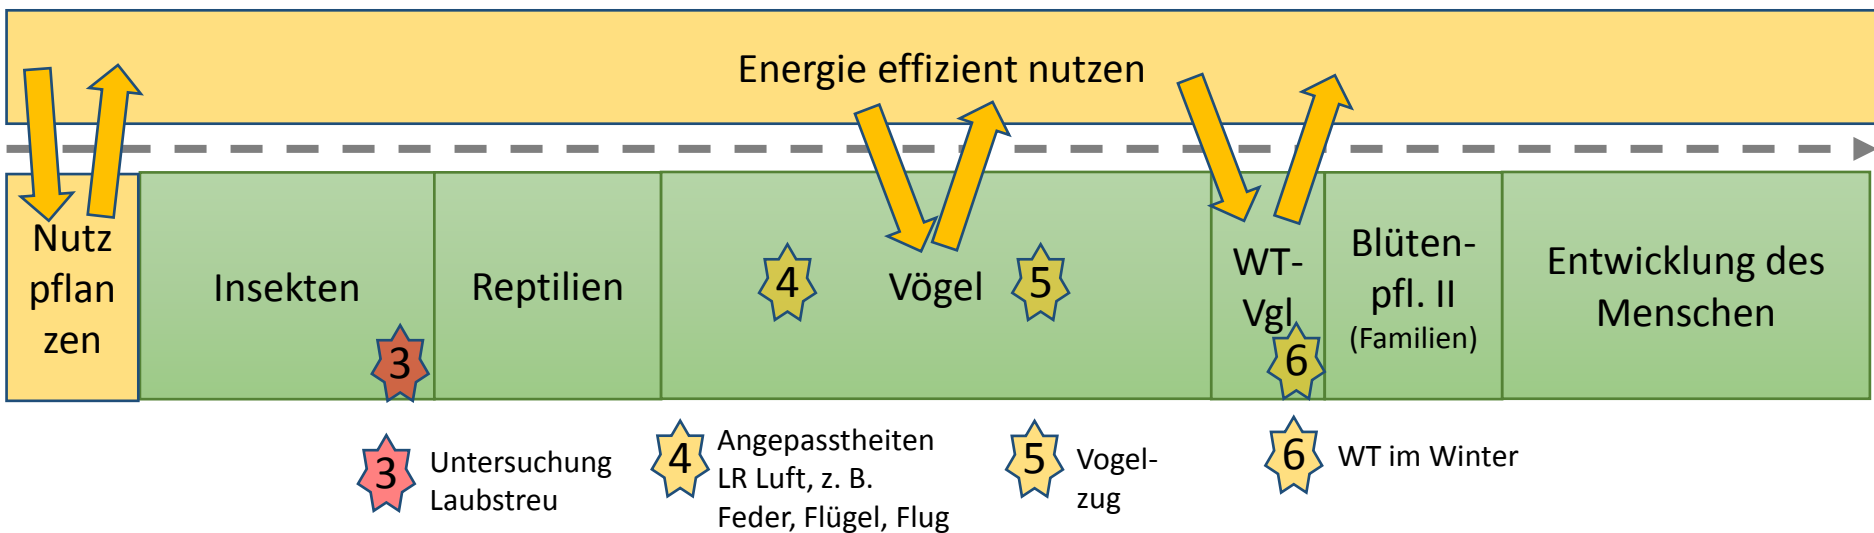 Energie effizient nutzen
Nutz
pflan
zen
Insekten
3
Reptilien
4
Vögel
5
WT-
Vgl
6
Blüten-
pfl. II
(Familien)
Entwicklung des
Menschen
3
Untersuchung
Laubstreu
4
Angepasstheiten
LR Luft, z. B.
Feder, Flügel, Flug
5
Vogel-
zug
6
WT im Winter